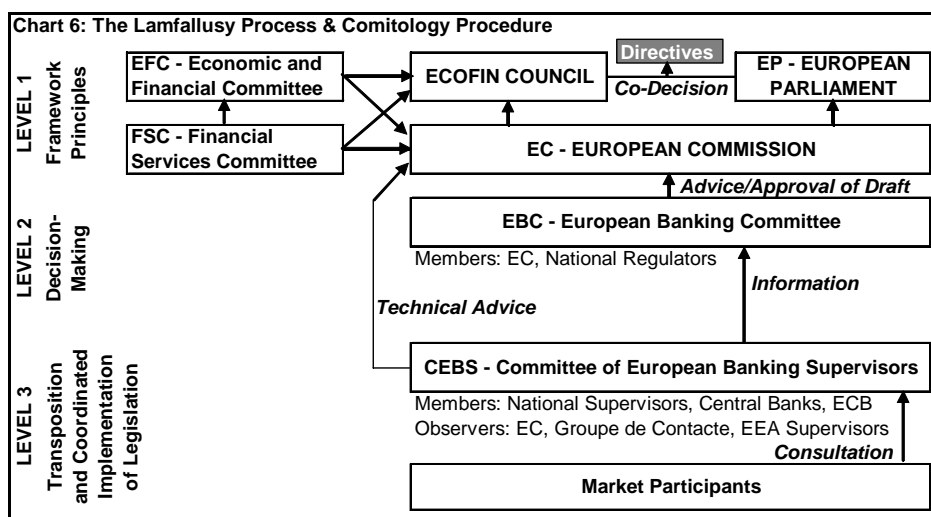 Chart 6: The Lamfallusy Process & Comitology Procedure
LEVEL 1
Framework
Principles
EFC - Economic and
Financial Committee
ECOFIN COUNCIL
Directives
Co-Decision
EP - EUROPEAN
PARLIAMENT
FSC - Financial
Services Committee
EC - EUROPEAN COMMISSION
Advice/Approval of Draft
LEVEL 2
Decision-
Making
EBC - European Banking Committee
Members: EC, National Regulators
Information
Technical Advice
LEVEL 3
Transposition
and Coordinated
Implementation
of Legislation
CEBS - Committee of European Banking Supervisors
Members: National Supervisors, Central Banks, ECB
Observers: EC, Groupe de Contacte, EEA Supervisors
Consultation
Market Participants